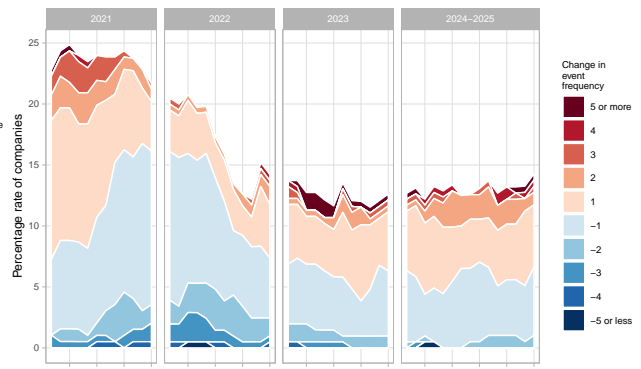 2021
2022
2023
2024–2025
25
20
15
10
5
0
Percentage rate of companies
e
Change in
event
frequency
5 or more
4
3
2
1
−1
−2
−3
−4
−5 or less